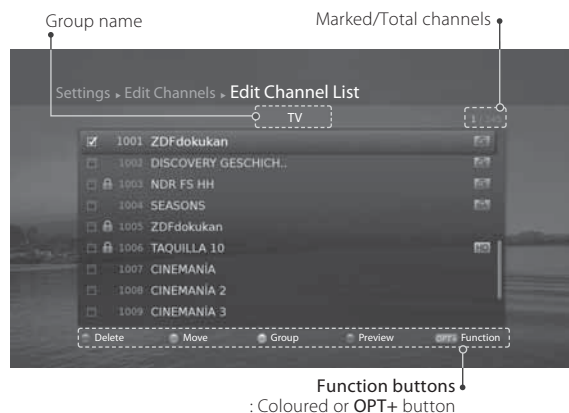 Group name
Marked/Total channels
Settings ▸ Edit Channels ▸ Edit Channel List
TV
1 / 245
1001 ZDFdokukan
1002 DISCOVERY GESCHICH..
1003 NDR FS HH
1004 SEASONS
1005 ZDFdokukan
1006 TAQUILLA 10 HD
1007 CINEMANÍA
1008 CINEMANÍA 2
1009 CINEMANÍA 3
Delete Move Group Preview OPT+ Function
Function buttons
: Coloured or OPT+ button